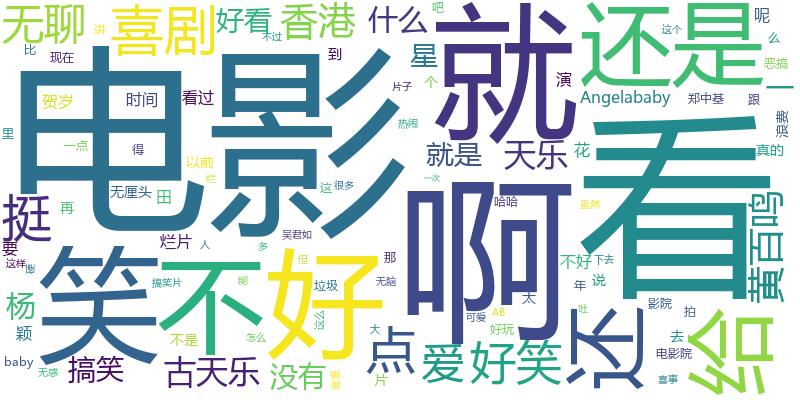 无聊
喜剧
好看
香港
什么
吧
就
还是
呢
讲
比
现在
不过
到
星
这个
么
恶搞
电影
贺岁
时间
看过
个
片子
演
Angelababy
郑中基
跟
一
浪费
里
一点
得
以前
热闹
就是
天乐
花
看
真的
无厘头
田
烂
这
很多
一次
挺
再
哈哈
虽然
黄百鸣
要
烂片
人
多
吴君如
那
啊
这样
笑
不
但
好
搞笑片
能
垃圾
无脑
太
不好
下去
年
说
杨
颖
不是
怎么
这么
点
大
可爱
AB
好玩
还
吐
影院
拍
去
电影院
给
baby
无感
搞笑
古天乐
没有
片
爱
好笑
喜事